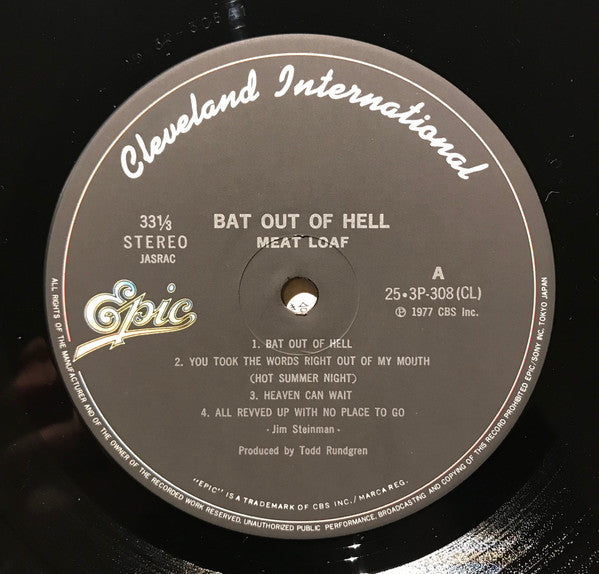 Cleveland International
33⅓
STEREO
JASRAC
BAT OUT OF HELL
MEAT LOAF
A
25•3P-308(CL)
Ⓟ 1977 CBS Inc.
Epic
1. BAT OUT OF HELL
2. YOU TOOK THE WORDS RIGHT OUT OF MY MOUTH
(HOT SUMMER NIGHT)
3. HEAVEN CAN WAIT
4. ALL REVVED UP WITH NO PLACE TO GO
- Jim Steinman -
Produced by Todd Rundgren
"EPIC" IS A TRADEMARK OF CBS INC./MARCA REG.
ALL RIGHTS OF THE MANUFACTURER AND OF THE OWNER OF THE RECORDED WORK RESERVED. UNAUTHORIZED PUBLIC PERFORMANCE, BROADCASTING AND COPYING OF THIS RECORD PROHIBITED EPIC/SONY INC. TOKYO JAPAN